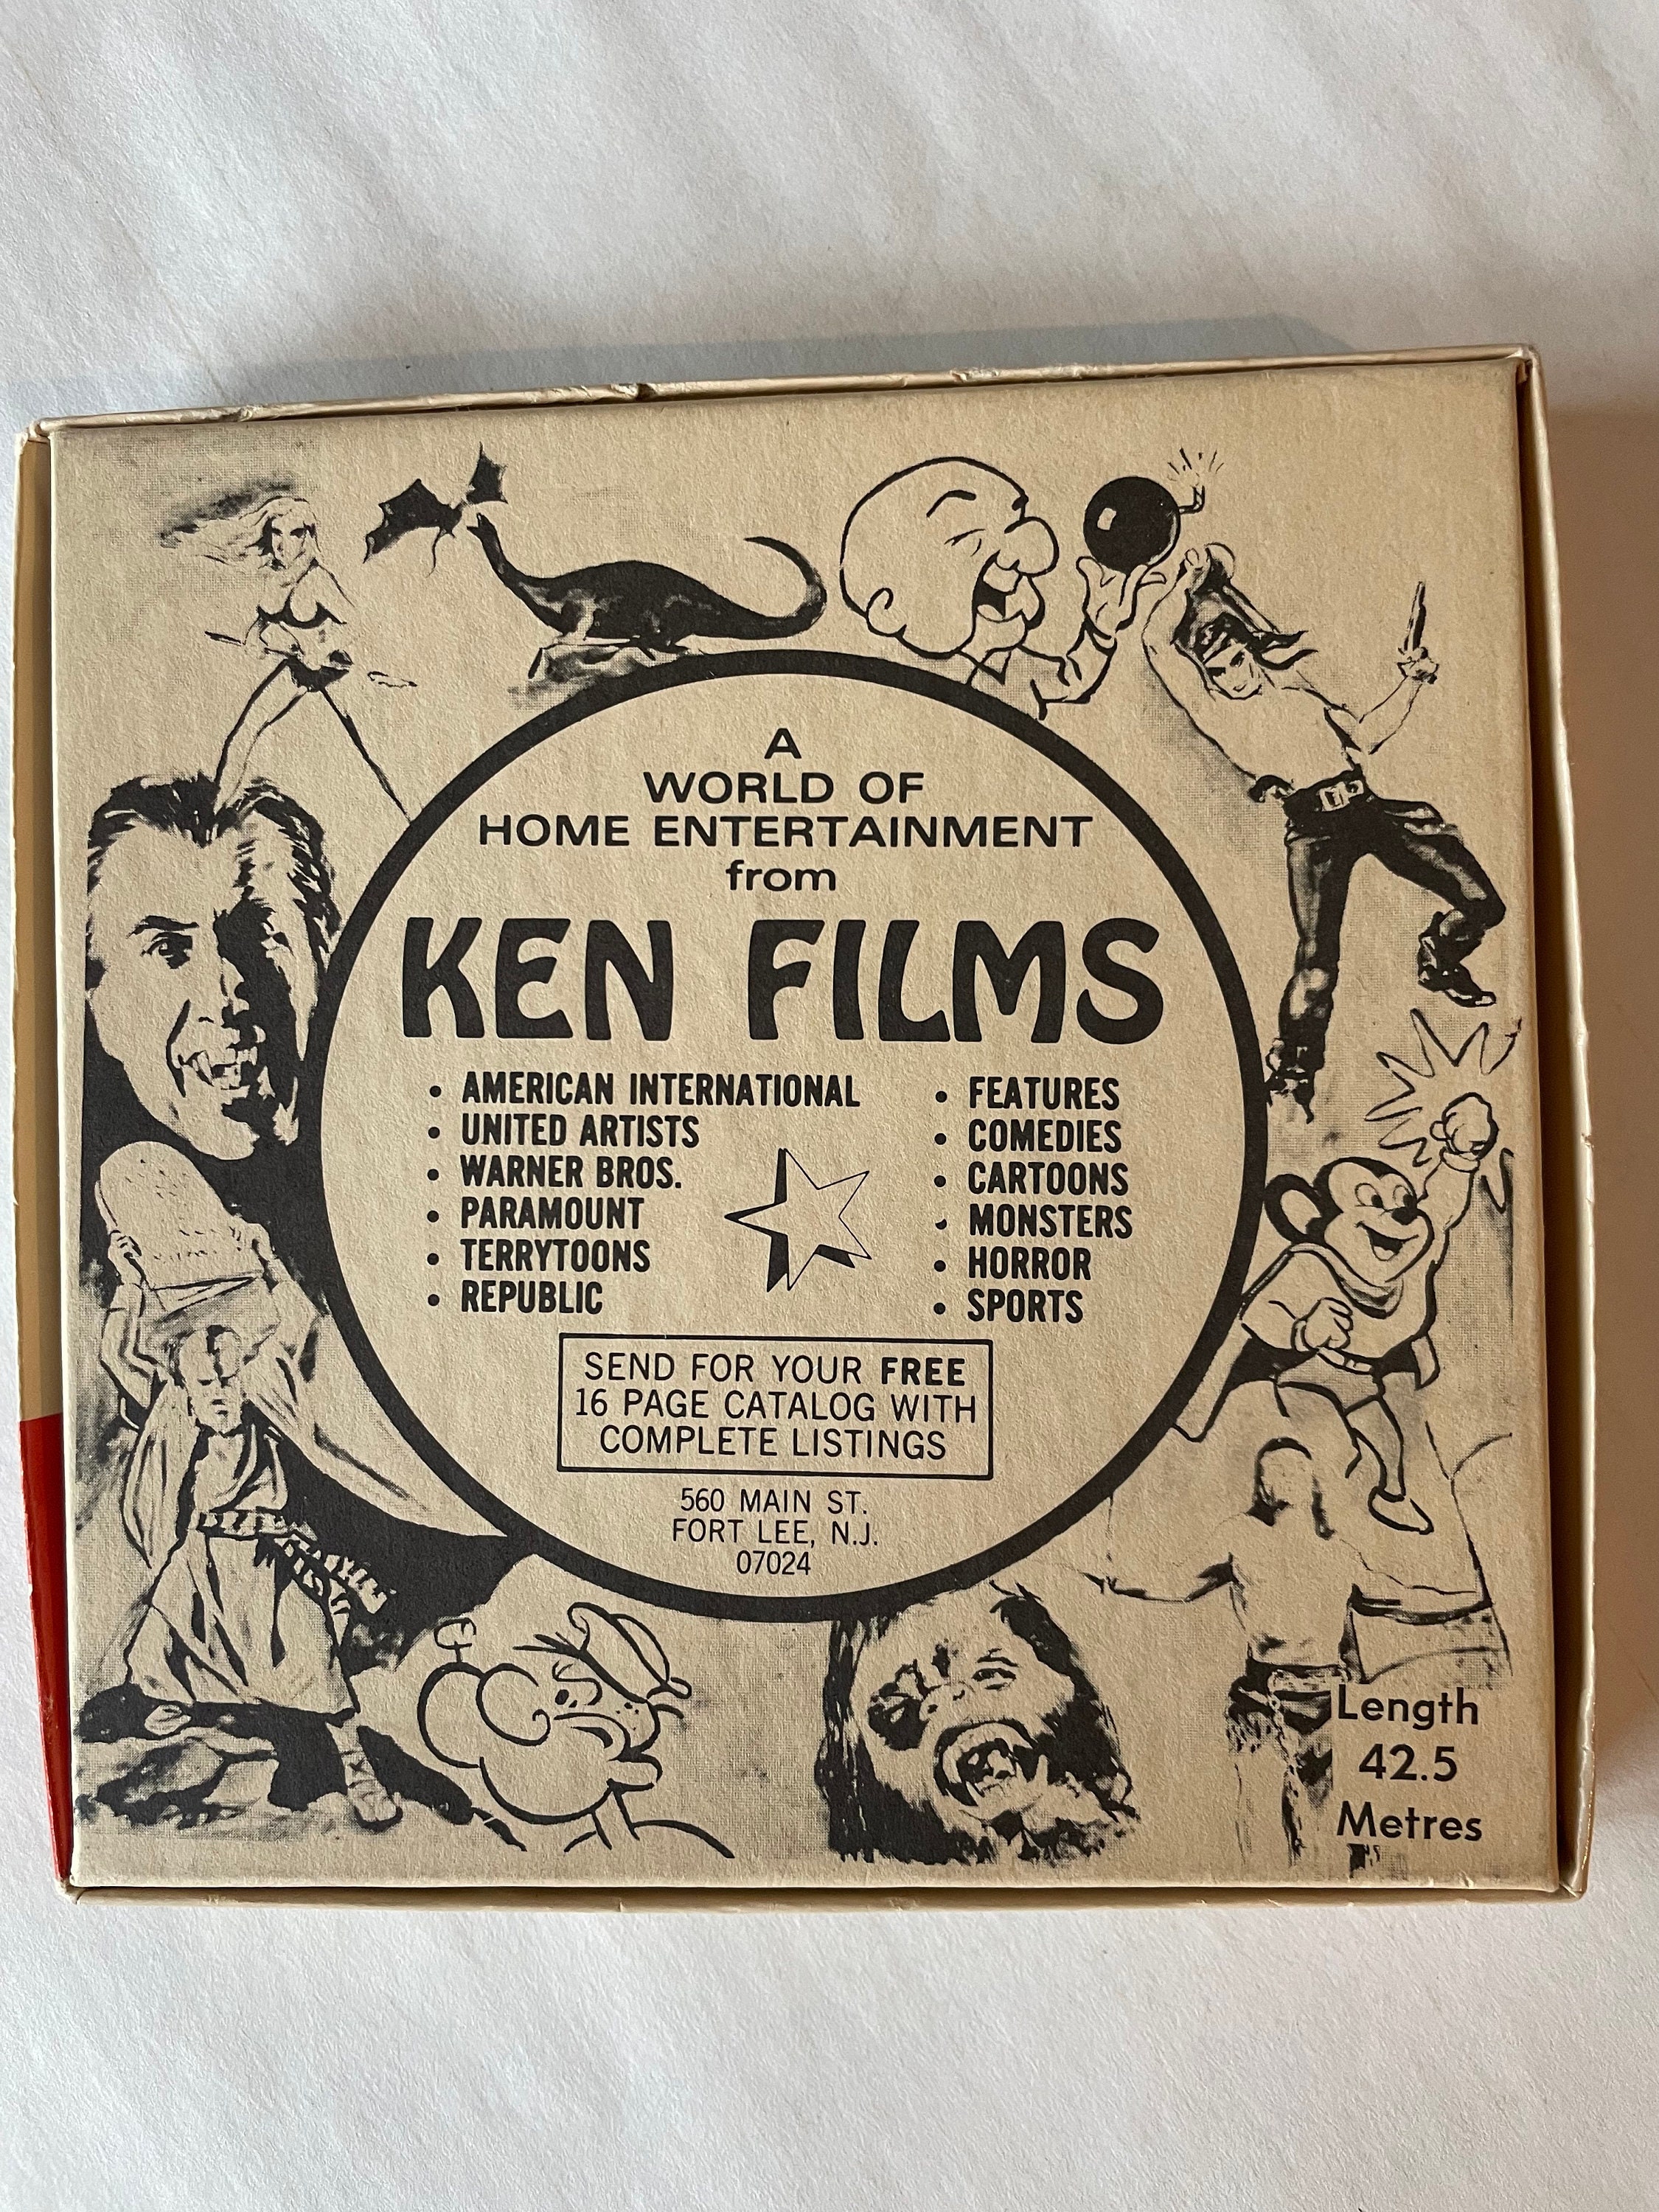 A
WORLD OF
HOME ENTERTAINMENT
from
KEN FILMS
• AMERICAN INTERNATIONAL
• UNITED ARTISTS
• WARNER BROS.
• PARAMOUNT
• TERRYTOONS
• REPUBLIC
• FEATURES
• COMEDIES
• CARTOONS
• MONSTERS
• HORROR
• SPORTS
SEND FOR YOUR FREE
16 PAGE CATALOG WITH
COMPLETE LISTINGS
560 MAIN ST.
FORT LEE, N.J.
07024
Length
42.5
Metres